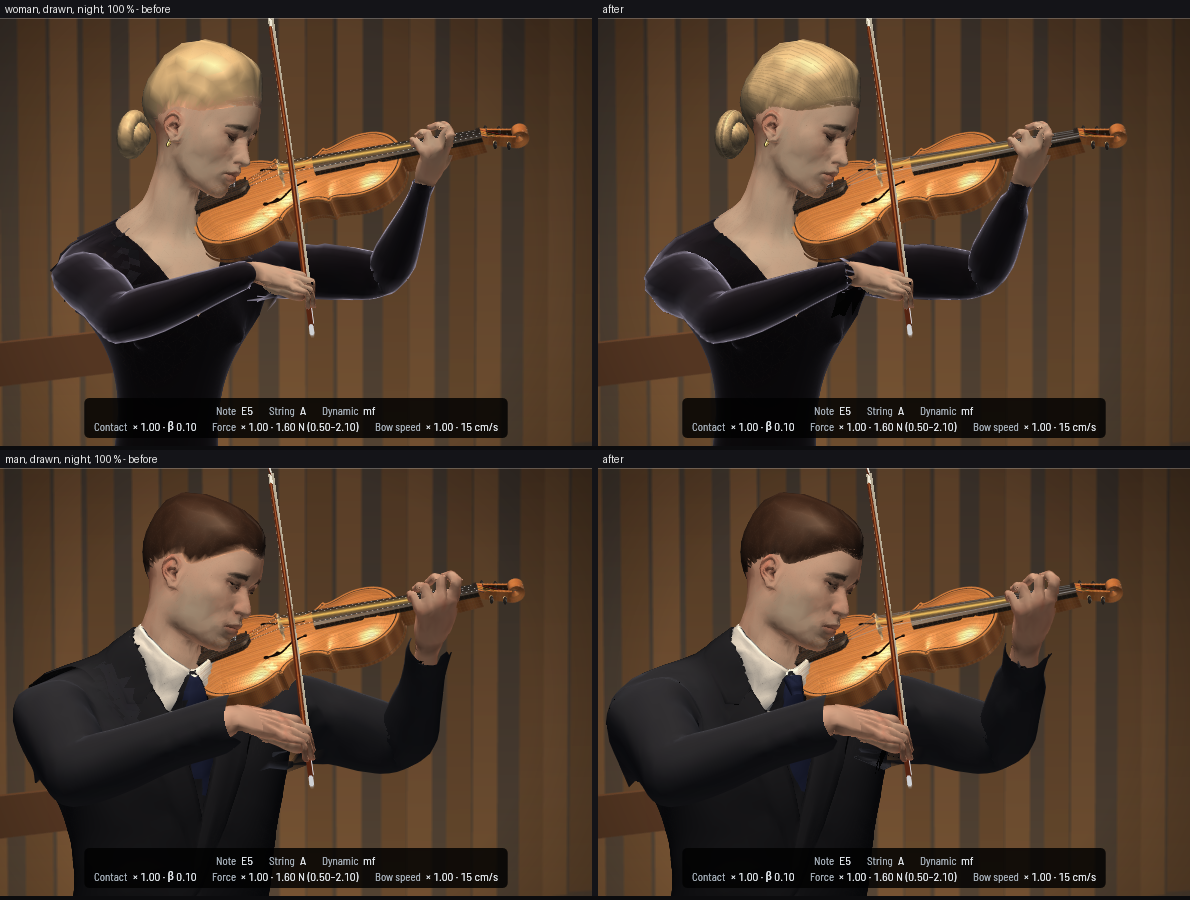 woman, drawn, night, 100 % - before
after
Note E5 String A Dynamic mf
Contact × 1.00 · β 0.10 Force × 1.00 · 1.60 N (0.50–2.10) Bow speed × 1.00 · 15 cm/s
Note E5 String A Dynamic mf
Contact × 1.00 · β 0.10 Force × 1.00 · 1.60 N (0.50–2.10) Bow speed × 1.00 · 15 cm/s
man, drawn, night, 100 % - before
after
Note E5 String A Dynamic mf
Contact × 1.00 · β 0.10 Force × 1.00 · 1.60 N (0.50–2.10) Bow speed × 1.00 · 15 cm/s
Note E5 String A Dynamic mf
Contact × 1.00 · β 0.10 Force × 1.00 · 1.60 N (0.50–2.10) Bow speed × 1.00 · 15 cm/s